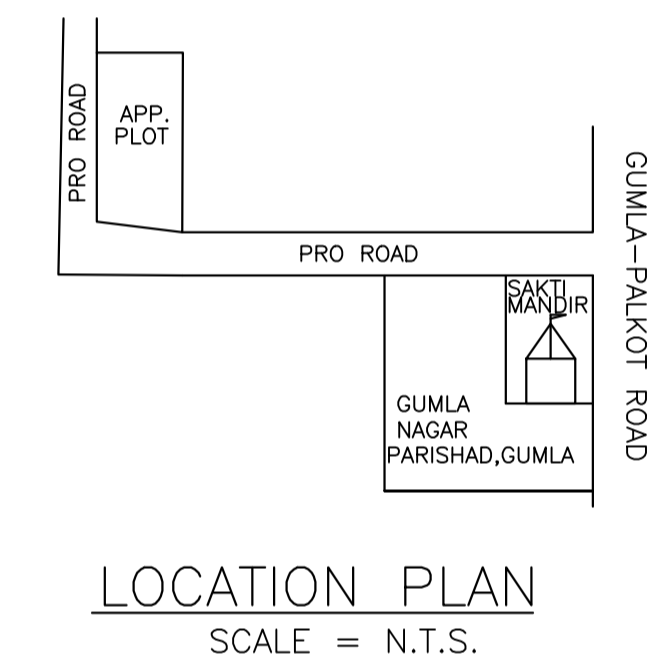 PRO ROAD
APP.
PLOT
GUMLA-PALKOT ROAD
PRO ROAD
SAKTI
MANDIR
GUMLA
NAGAR
PARISHAD,GUMLA
LOCATION PLAN
SCALE = N.T.S.